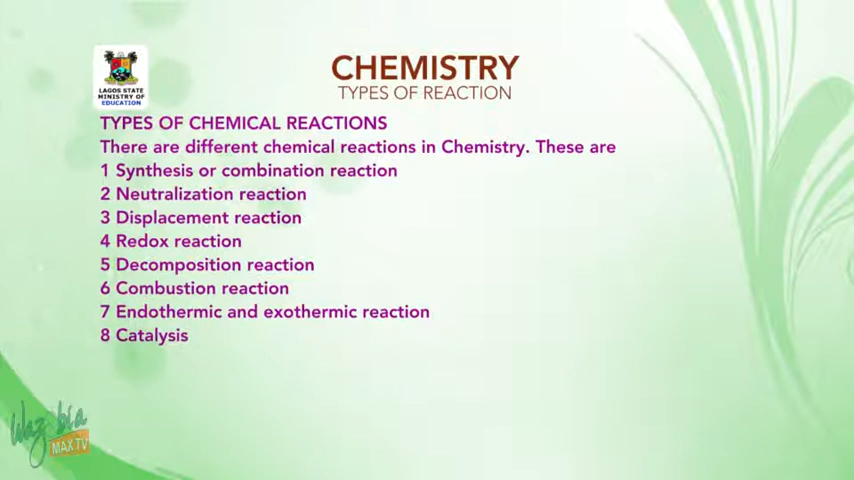 CHEMISTRY
TYPES OF REACTION
LAGOS STATE
MINISTRY OF
EDUCATION
TYPES OF CHEMICAL REACTIONS
There are different chemical reactions in Chemistry. These are
1 Synthesis or combination reaction
2 Neutralization reaction
3 Displacement reaction
4 Redox reaction
5 Decomposition reaction
6 Combustion reaction
7 Endothermic and exothermic reaction
8 Catalysis
Wazobia
MAX TV